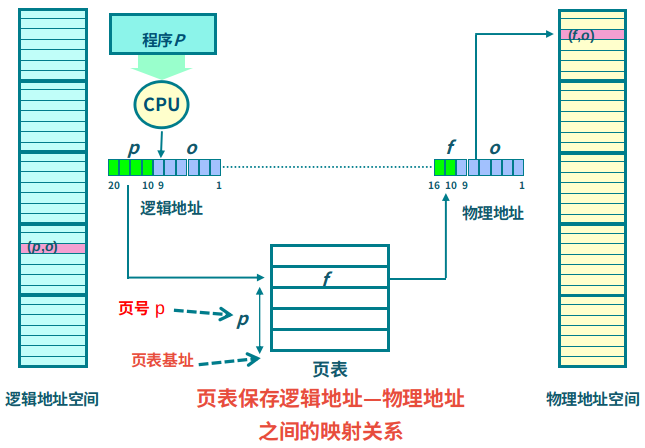 程序P
CPU
(f,o)
p o
f o
20 10 9 1
16 10 9 1
逻辑地址
物理地址
(p,o)
f
页号 p
p
页表基址
页表
逻辑地址空间
页表保存逻辑地址—物理地址
之间的映射关系
物理地址空间